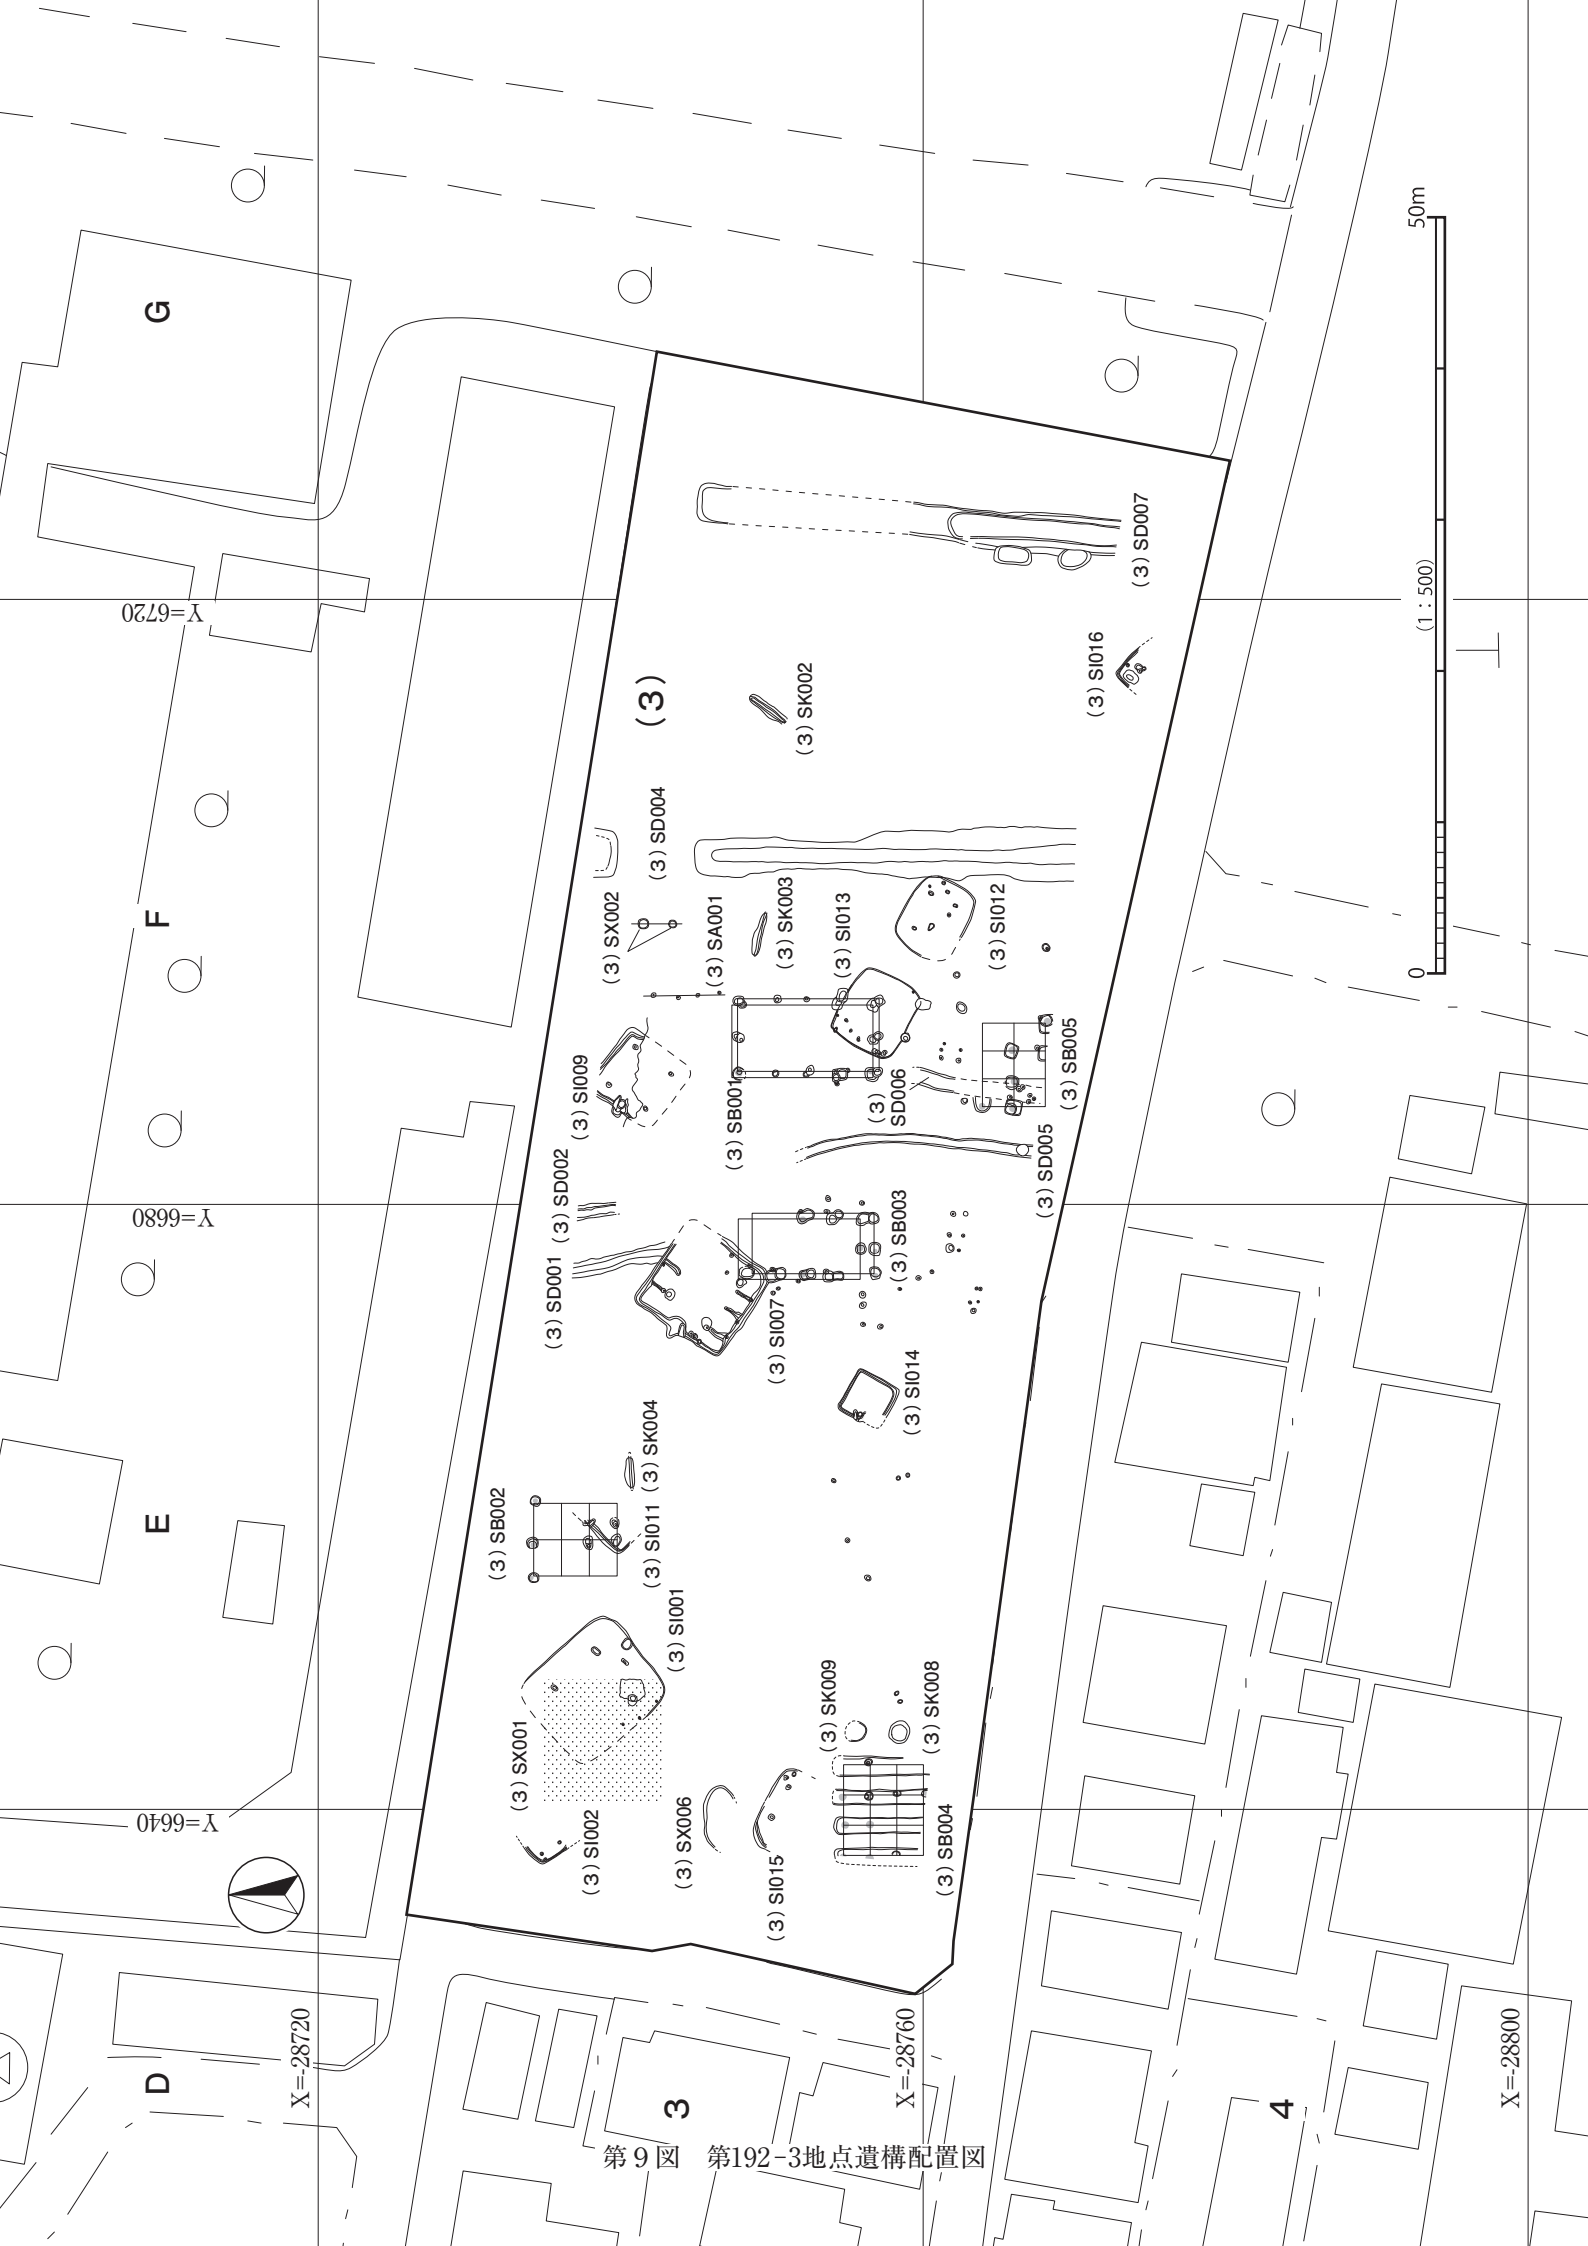 G
F
E
D
3
4
Y=6720
Y=6680
Y=6640
X=-28720
X=-28760
X=-28800
(3)
50m
(1：500)
0
(3) SD007
(3) SI016
(3) SK002
(3) SD004
(3) SX002
(3) SA001
(3) SK003
(3) SI013
(3) SI012
(3) SI009
(3) SB001
(3)
SD006
(3) SB005
(3) SD005
(3) SD002
(3) SD001
(3) SB003
(3) SI007
(3) SI014
(3) SK004
(3) SB002
(3) SI011
(3) SI001
(3) SX001
(3) SI002
(3) SX006
(3) SI015
(3) SK009
(3) SK008
(3) SB004
第９図　第192-3地点遺構配置図